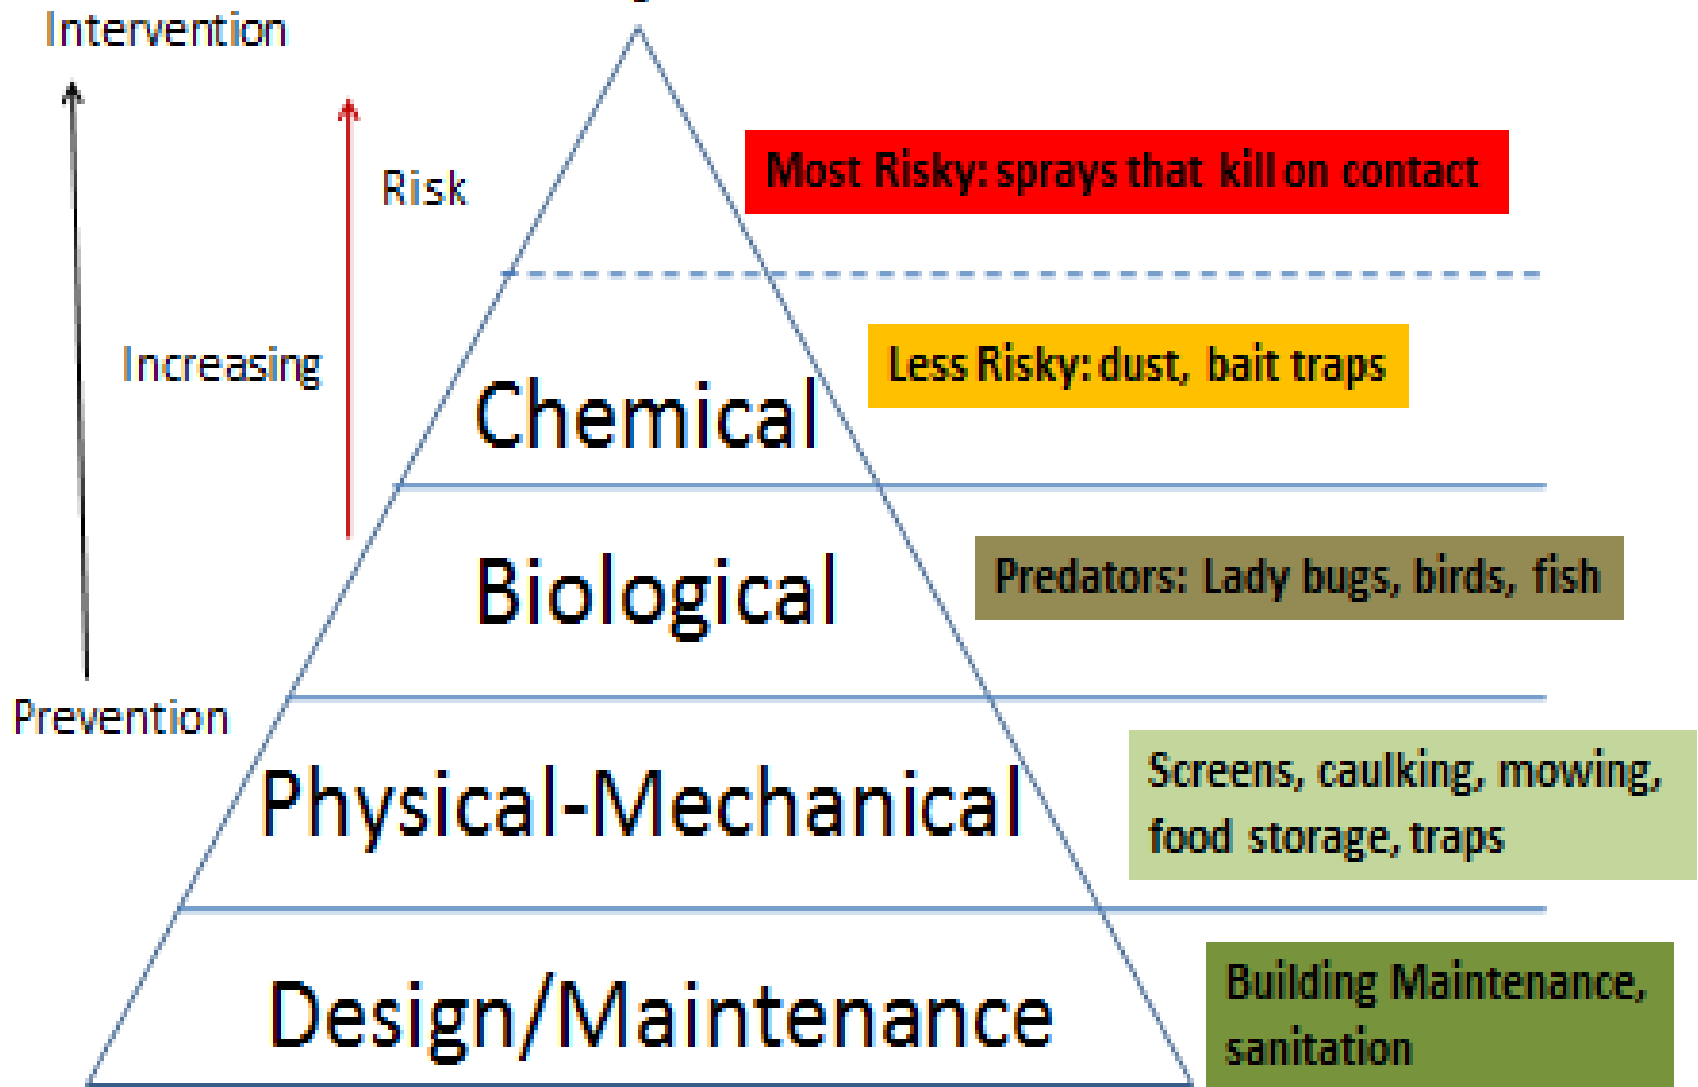 Intervention
Risk
Most Risky: sprays that kill on contact
Increasing
Less Risky: dust, bait traps
Chemical
Biological
Predators: Lady bugs, birds, fish
Prevention
Physical-Mechanical
Screens, caulking, mowing,
food storage, traps
Design/Maintenance
Building Maintenance,
sanitation